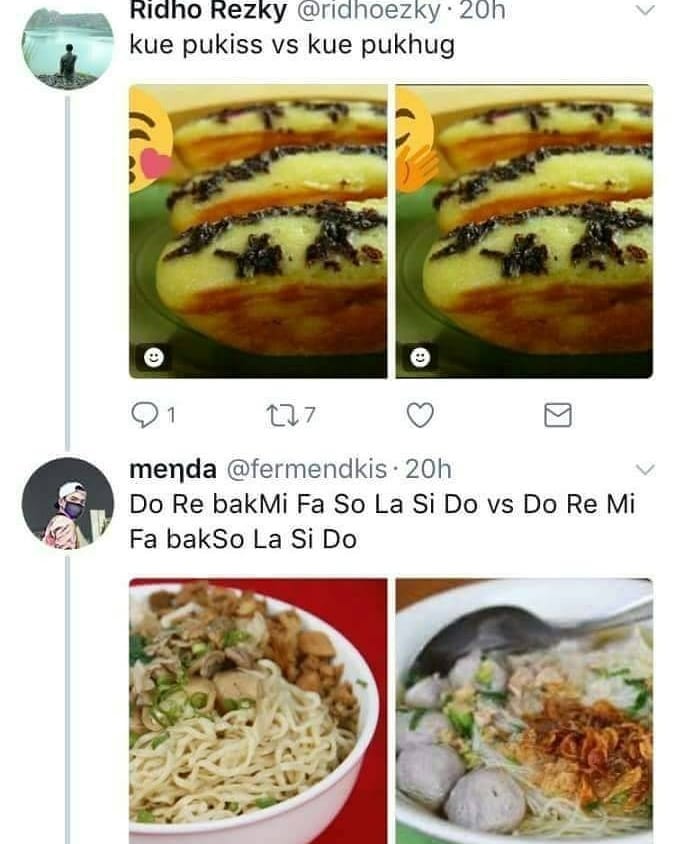 Ridho Rezky @ridhoezky · 20h
kue pukiss vs kue pukhug
1
7
meηda @fermendkis · 20h
Do Re bakMi Fa So La Si Do vs Do Re Mi
Fa bakSo La Si Do